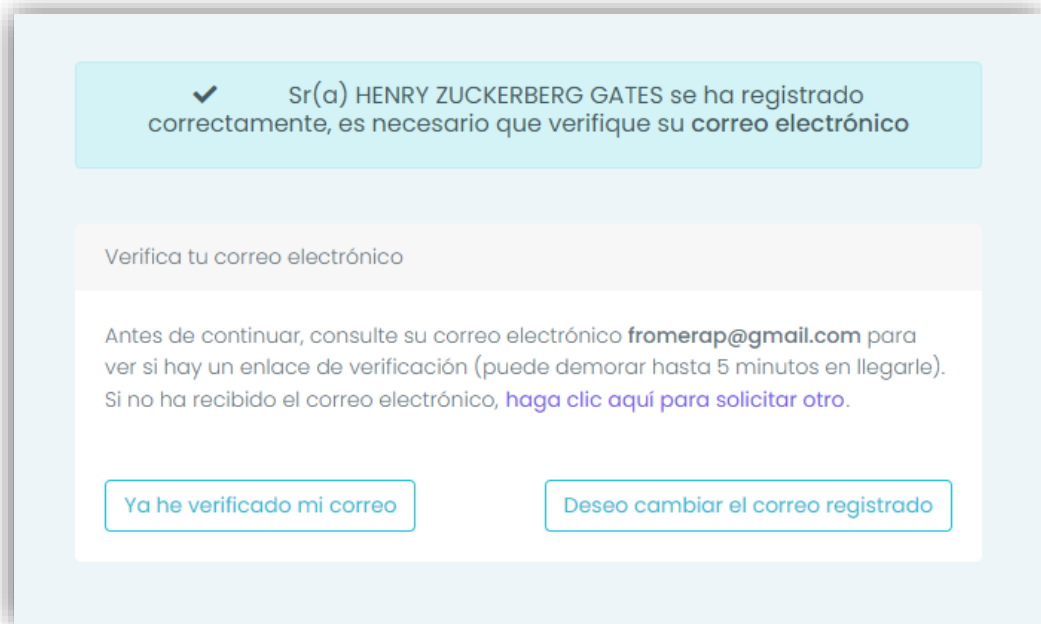 Sr(a) HENRY ZUCKERBERG GATES se ha registrado
correctamente, es necesario que verifique su correo electrónico
Verifica tu correo electrónico
Antes de continuar, consulte su correo electrónico fromerap@gmail.com para
ver si hay un enlace de verificación (puede demorar hasta 5 minutos en llegarle).
Si no ha recibido el correo electrónico, haga clic aquí para solicitar otro.
Ya he verificado mi correo
Deseo cambiar el correo registrado